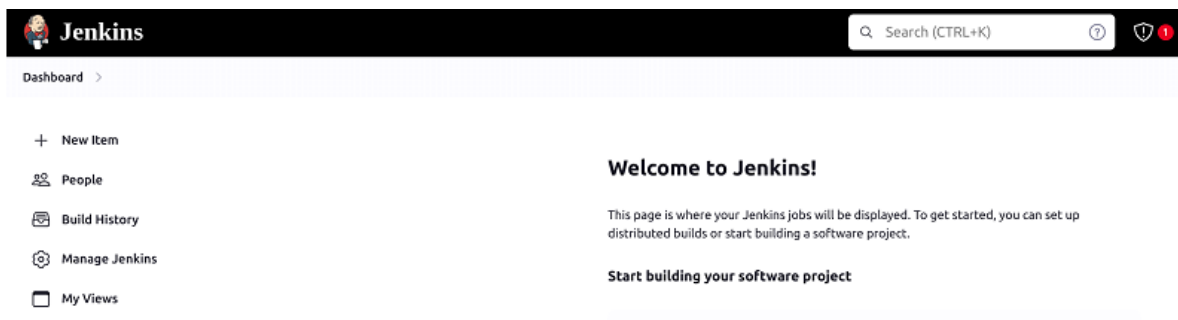 Jenkins
Search (CTRL+K)
?
1
Dashboard >
New Item
People
Build History
Manage Jenkins
My Views
Welcome to Jenkins!
This page is where your Jenkins jobs will be displayed. To get started, you can set up
distributed builds or start building a software project.
Start building your software project